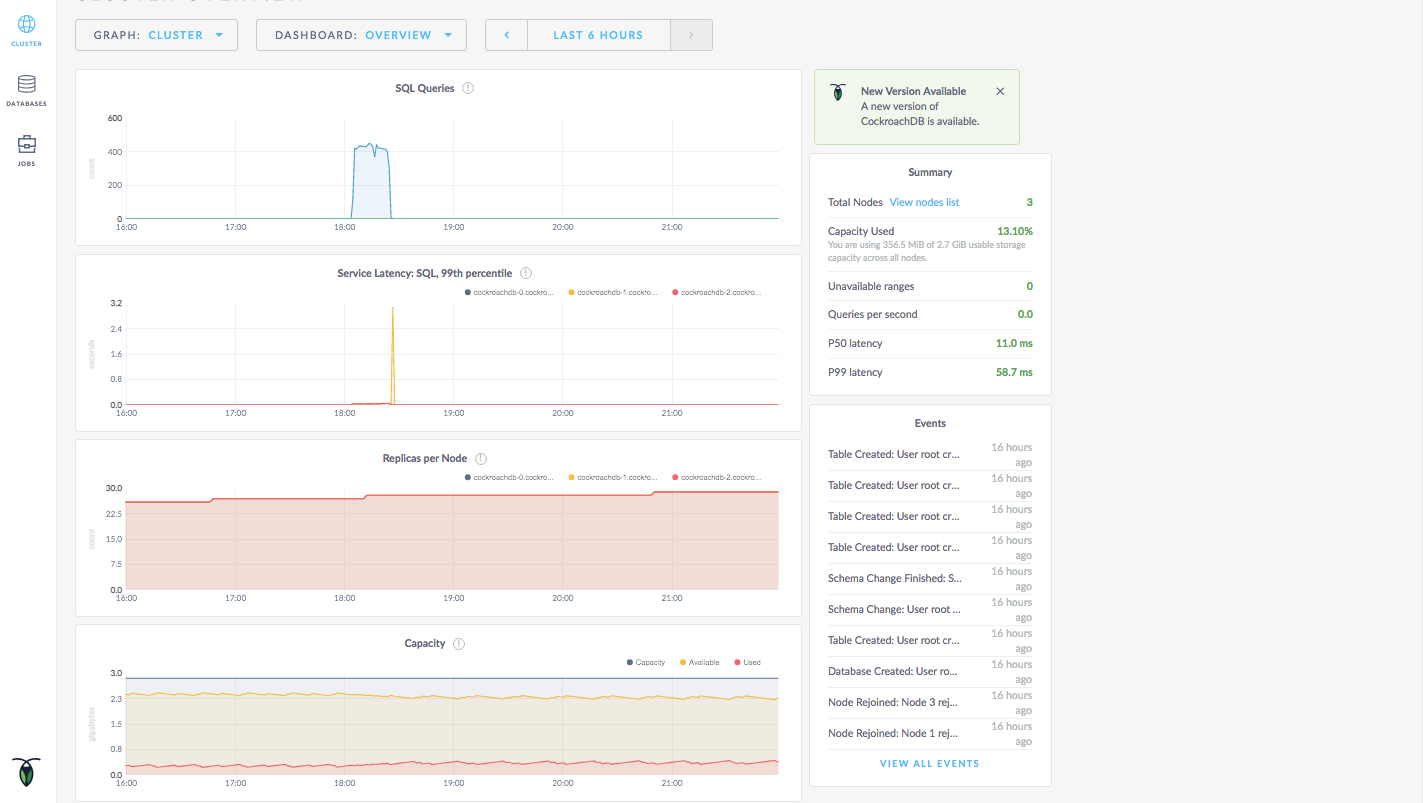 CLUSTER OVERVIEW
CLUSTER
DATABASES
JOBS
GRAPH: CLUSTER
DASHBOARD: OVERVIEW
LAST 6 HOURS
SQL Queries
count
600
400
200
0
16:00 17:00 18:00 19:00 20:00 21:00
Service Latency: SQL, 99th percentile
cockroachdb-0.cockro... cockroachdb-1.cockro... cockroachdb-2.cockro...
seconds
3.2
2.4
1.6
0.8
0.0
16:00 17:00 18:00 19:00 20:00 21:00
Replicas per Node
cockroachdb-0.cockro... cockroachdb-1.cockro... cockroachdb-2.cockro...
count
30.0
22.5
15.0
7.5
0.0
16:00 17:00 18:00 19:00 20:00 21:00
Capacity
Capacity Available Used
gigabytes
3.0
2.3
1.5
0.8
0.0
16:00 17:00 18:00 19:00 20:00 21:00
New Version Available
A new version of
CockroachDB is available.
Summary
Total Nodes View nodes list 3
Capacity Used 13.10%
You are using 356.5 MiB of 2.7 GiB usable storage
capacity across all nodes.
Unavailable ranges 0
Queries per second 0.0
P50 latency 11.0 ms
P99 latency 58.7 ms
Events
Table Created: User root cr... 16 hours
ago
Table Created: User root cr... 16 hours
ago
Table Created: User root cr... 16 hours
ago
Table Created: User root cr... 16 hours
ago
Schema Change Finished: S... 16 hours
ago
Schema Change: User root ... 16 hours
ago
Table Created: User root cr... 16 hours
ago
Database Created: User ro... 16 hours
ago
Node Rejoined: Node 3 rej... 16 hours
ago
Node Rejoined: Node 1 rej... 16 hours
ago
VIEW ALL EVENTS